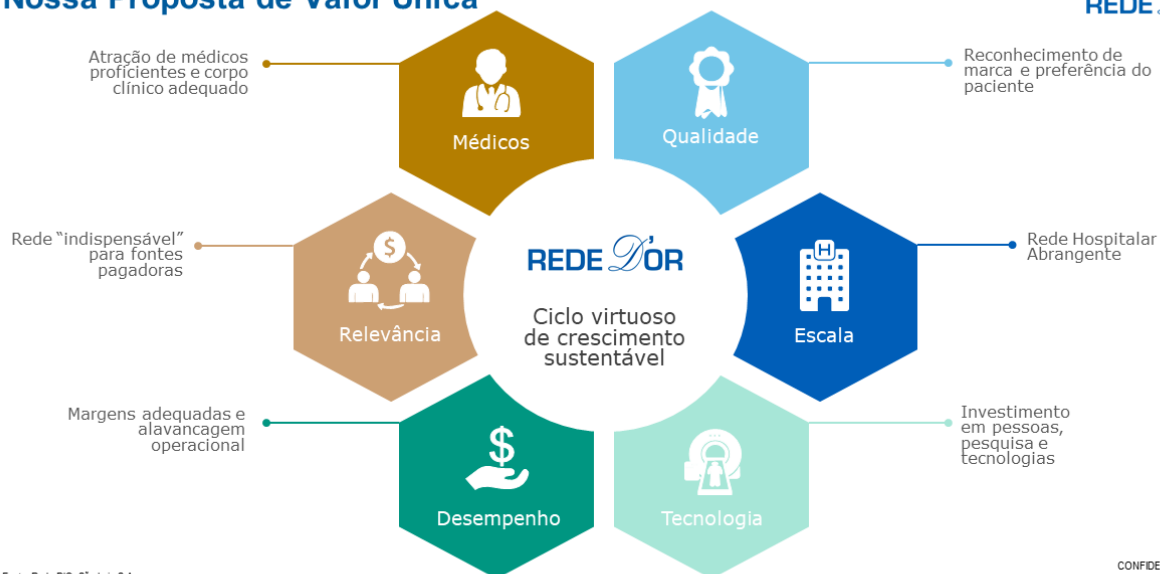 Nossa Proposta de Valor Única
REDE
Atração de médicos
proficientes e corpo
clínico adequado
Médicos
Qualidade
Reconhecimento de
marca e preferência do
paciente
Rede “indispensável”
para fontes
pagadoras
Relevância
REDE D'OR
Ciclo virtuoso
de crescimento
sustentável
H
Escala
Rede Hospitalar
Abrangente
Margens adequadas e
alavancagem
operacional
$
Desempenho
Tecnologia
Investimento
em pessoas,
pesquisa e
tecnologias
CONFIDE